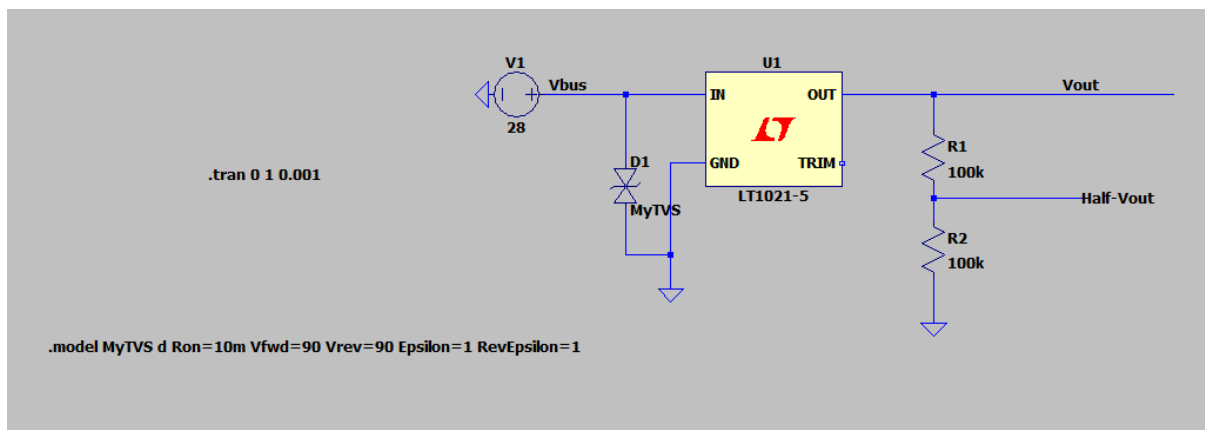 V1
Vbus
28
U1
IN
OUT
GND
TRIM
LT1021-5
Vout
D1
MyTVS
R1
100k
Half-Vout
R2
100k
.tran 0 1 0.001
.model MyTVS d Ron=10m Vfwd=90 Vrev=90 Epsilon=1 RevEpsilon=1